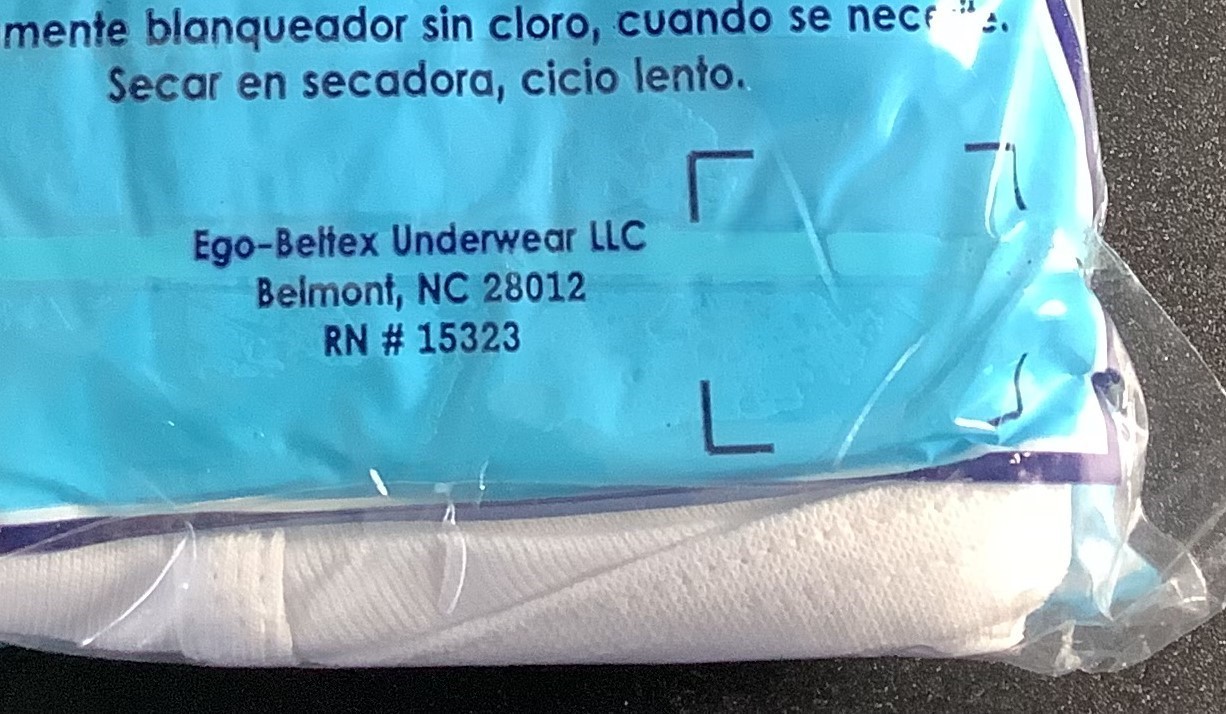 mente blanqueador sin cloro, cuando se necesite.
Secar en secadora, cicio lento.
Ego-Beltex Underwear LLC
Belmont, NC 28012
RN # 15323